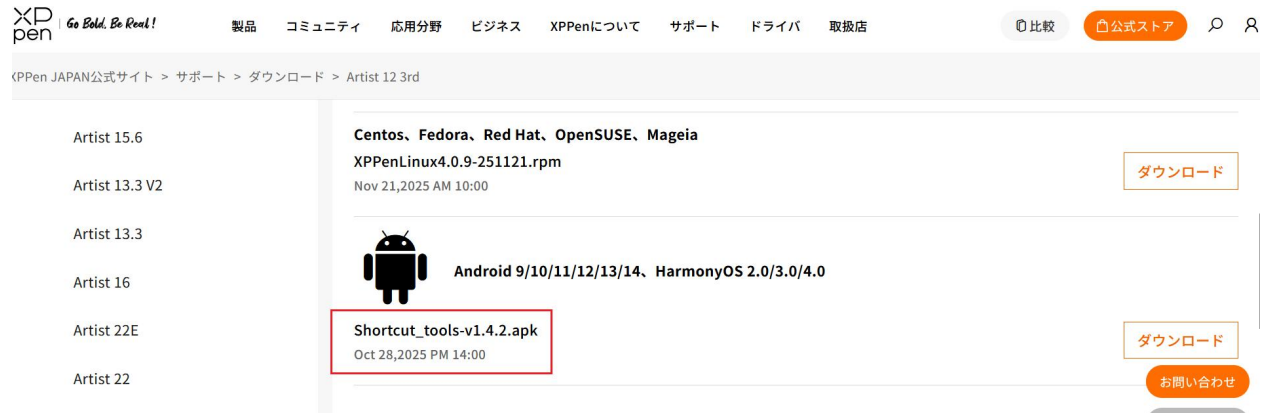 XP Pen Go Bold. Be Real! 製品 コミュニティ 応用分野 ビジネス XPPenについて サポート ドライバ 取扱店 比較 公式ストア
XPPen JAPAN公式サイト > サポート > ダウンロード > Artist 12 3rd
Artist 15.6
Artist 13.3 V2
Artist 13.3
Artist 16
Artist 22E
Artist 22
Centos、Fedora、Red Hat、OpenSUSE、Mageia
XPPenLinux4.0.9-251121.rpm
Nov 21,2025 AM 10:00
ダウンロード
Android 9/10/11/12/13/14、HarmonyOS 2.0/3.0/4.0
Shortcut_tools-v1.4.2.apk
Oct 28,2025 PM 14:00
ダウンロード
お問い合わせ